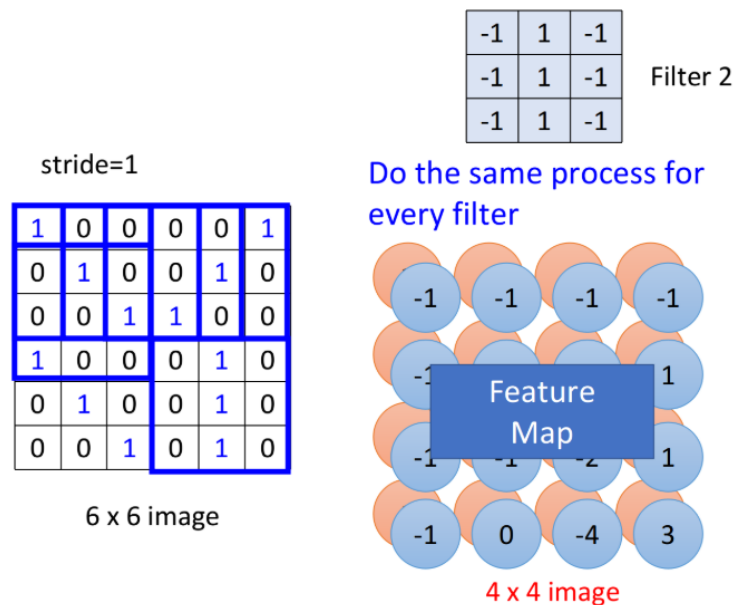 -1 1 -1
-1 1 -1
-1 1 -1
Filter 2
stride=1
Do the same process for
every filter
1 0 0 0 0 1
0 1 0 0 1 0
0 0 1 1 0 0
1 0 0 0 1 0
0 1 0 0 1 0
0 0 1 0 1 0
6 x 6 image
-1 -1 -1 -1
1
Feature
Map
-1 -1 -2 1
-1 0 -4 3
4 x 4 image